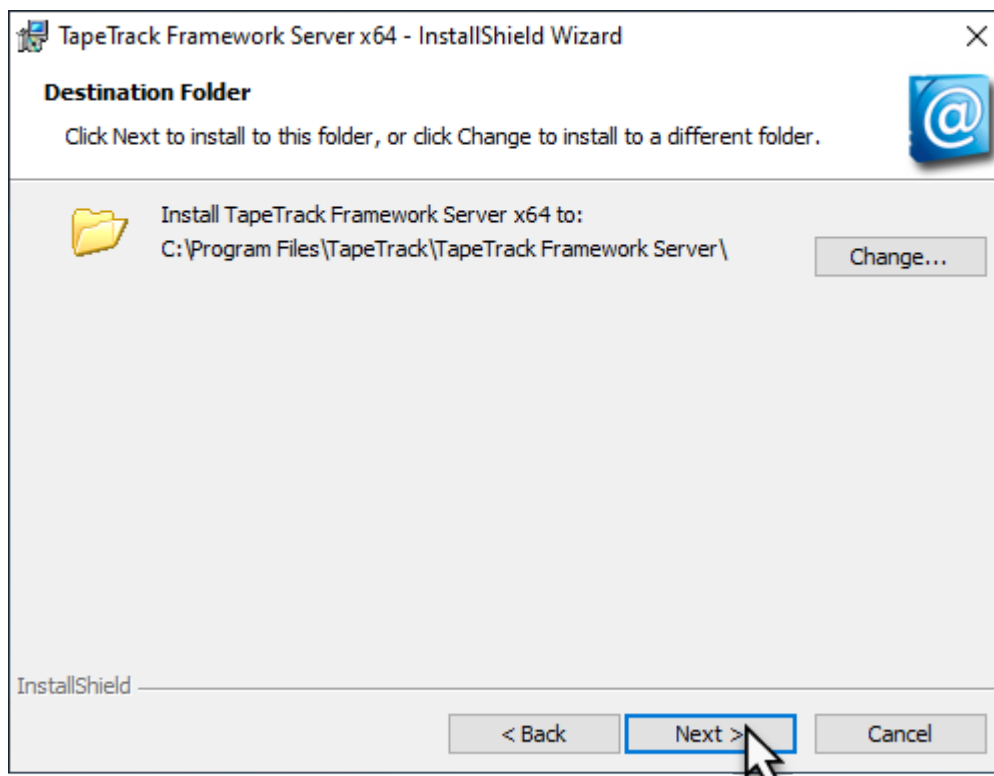 TapeTrack Framework Server x64 - InstallShield Wizard
Destination Folder
Click Next to install to this folder, or click Change to install to a different folder.
Install TapeTrack Framework Server x64 to:
C:\Program Files\TapeTrack\TapeTrack Framework Server\
Change...
InstallShield
< Back
Next >
Cancel